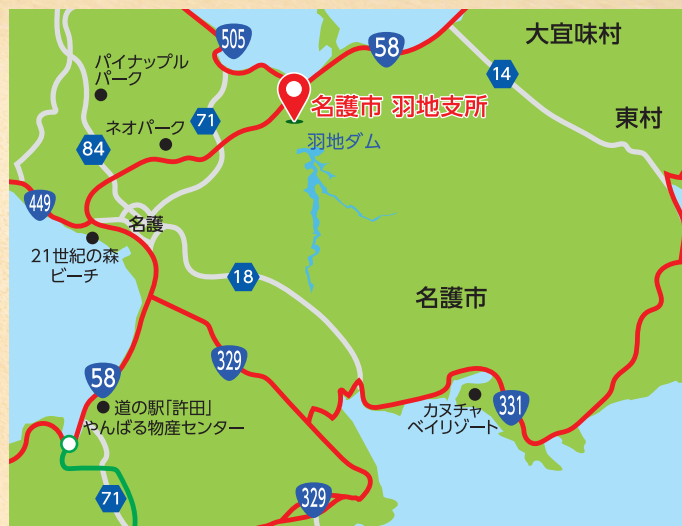 505
58
大宜味村
パイナップル
パーク
14
名護市 羽地支所
東村
71
ネオパーク
羽地ダム
84
449
名護
21世紀の森
ビーチ
18
名護市
329
58
331
カヌチャ
ベイリゾート
道の駅「許田」
やんばる物産センター
71
329